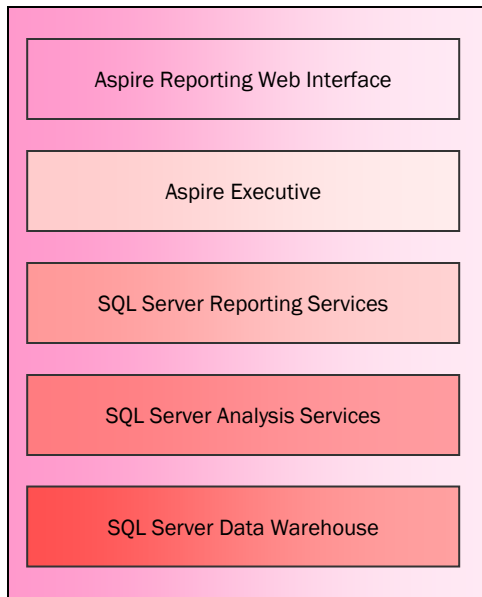 Aspire Reporting Web Interface
Aspire Executive
SQL Server Reporting Services
SQL Server Analysis Services
SQL Server Data Warehouse